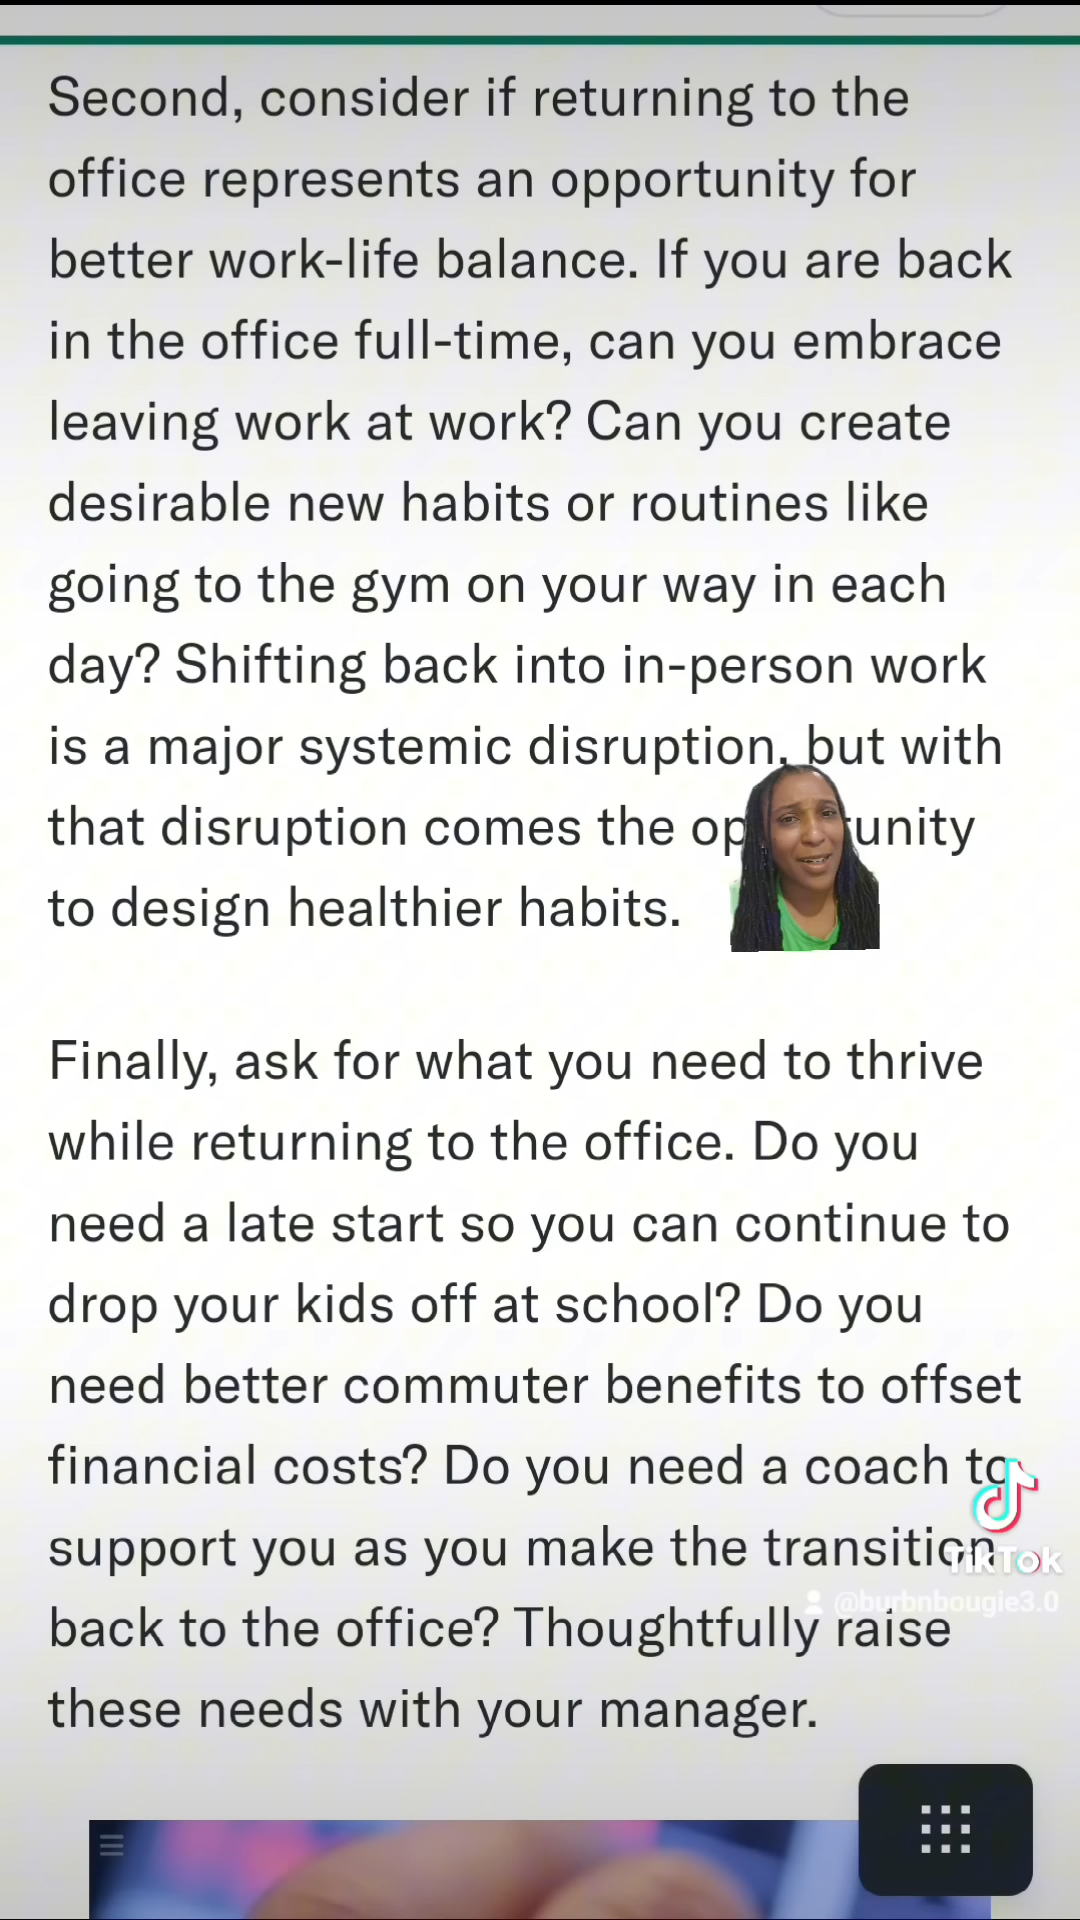 Second, consider if returning to the
office represents an opportunity for
better work-life balance. If you are back
in the office full-time, can you embrace
leaving work at work? Can you create
desirable new habits or routines like
going to the gym on your way in each
day? Shifting back into in-person work
is a major systemic disruption, but with
that disruption comes the op unity
to design healthier habits.
Finally, ask for what you need to thrive
while returning to the office. Do you
need a late start so you can continue to
drop your kids off at school? Do you
need better commuter benefits to offset
financial costs? Do you need a coach to
support you as you make the transition
TikTok
@burbnbougie3.0
back to the office? Thoughtfully raise
these needs with your manager.